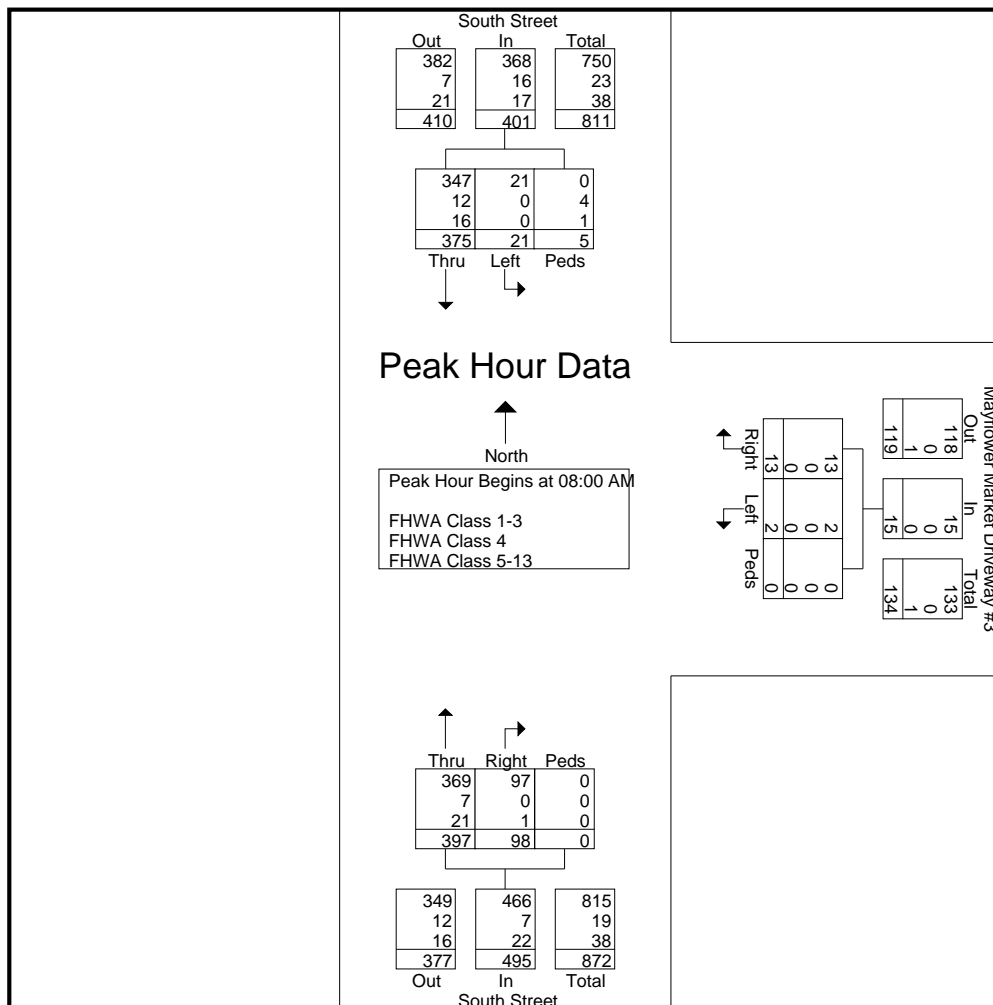 South Street
Out In Total
382 368 750
7 16 23
21 17 38
410 401 811
347 21 0
12 0 4
16 0 1
375 21 5
Thru Left Peds
Peak Hour Data
North
Peak Hour Begins at 08:00 AM
FHWA Class 1-3
FHWA Class 4
FHWA Class 5-13
Mayflower Market Driveway #3
Out In Total
118 15 133
0 0 0
1 0 1
119 15 134
13 2 0
0 0 0
0 0 0
13 2 0
Right Left Peds
Thru Right Peds
369 97 0
7 0 0
21 1 0
397 98 0
349 466 815
12 7 19
16 22 38
377 495 872
Out In Total
South Street